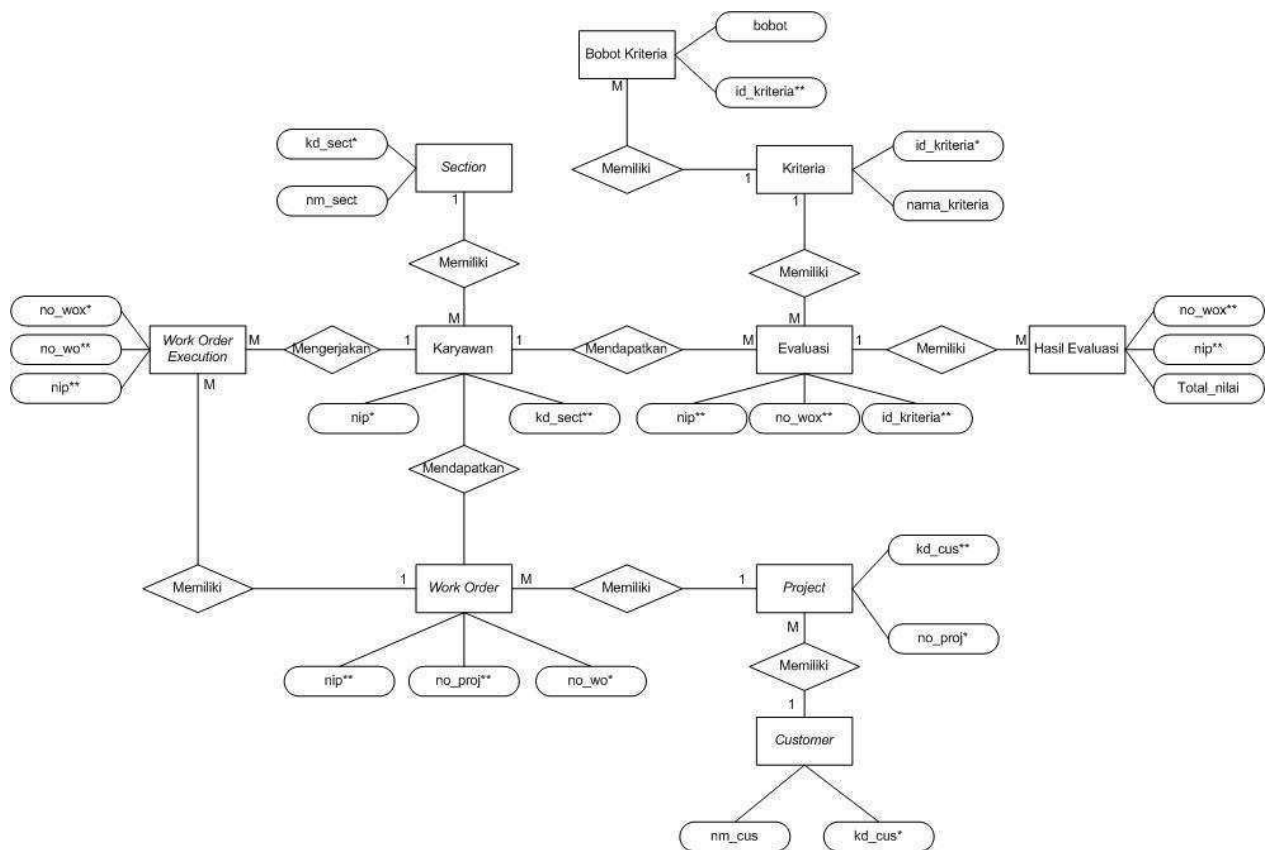 bobot
Bobot Kriteria
M
id_kriteria**
kd_sect*
Section
nm_sect
1
Memiliki
1
Kriteria
id_kriteria*
nama_kriteria
1
Memiliki
Memiliki
no_wox*
no_wo**
nip**
Work Order
Execution
M
M
Mengerjakan
1
M
Karyawan
1
Mendapatkan
M
M
Evaluasi
1
Memiliki
M
Hasil Evaluasi
no_wox**
nip**
Total_nilai
nip*
kd_sect**
nip**
no_wox**
id_kriteria**
Mendapatkan
Memiliki
1
Work Order
M
Memiliki
1
Project
kd_cus**
no_proj*
M
nip**
no_proj**
no_wo*
Memiliki
1
Customer
nm_cus
kd_cus*